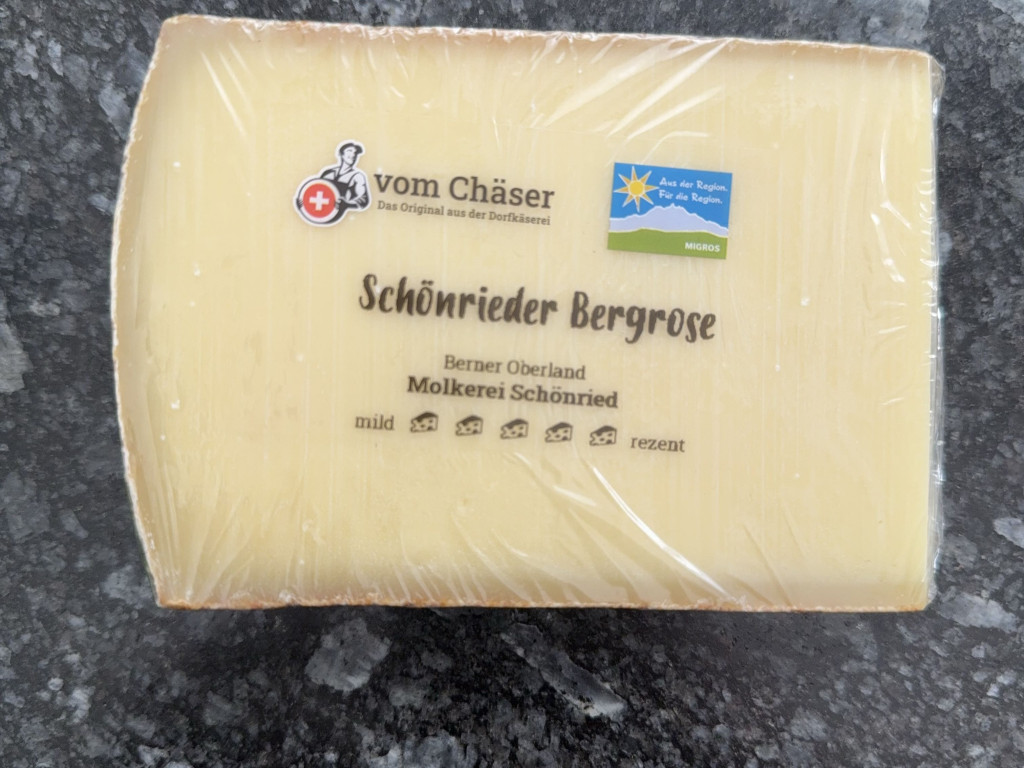 vom Chäser
Das Original aus der Dorfkäserei
Aus der Region.
Für die Region.
MIGROS
Schönrieder Bergrose
Berner Oberland
Molkerei Schönried
mild rezent